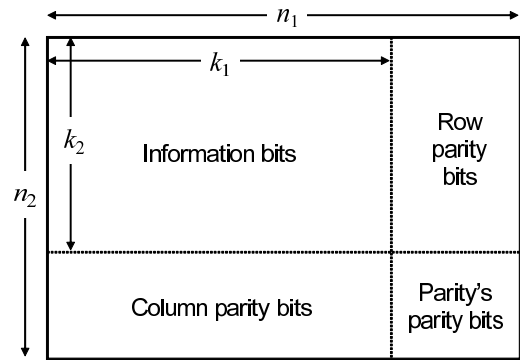 n₁
k₁
k₂
Information bits
Row
parity
bits
n₂
Column parity bits
Parity's
parity bits